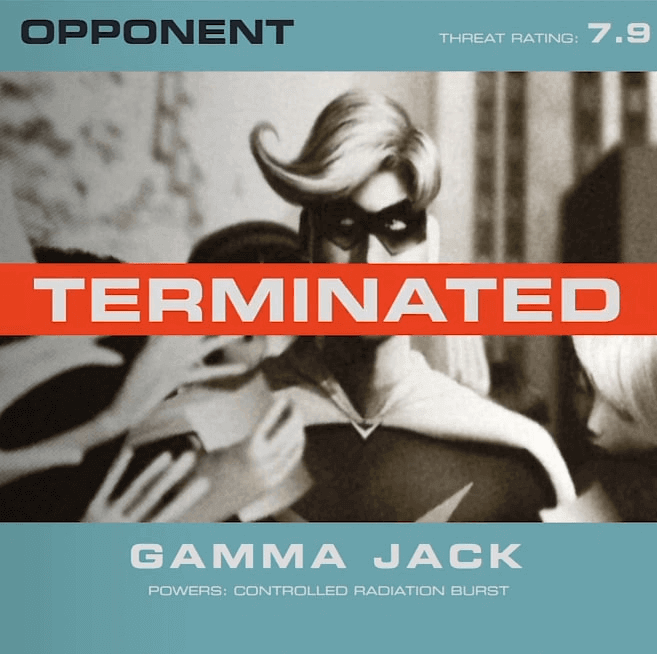 OPPONENT
THREAT RATING: 7.9
TERMINATED
GAMMA JACK
POWERS: CONTROLLED RADIATION BURST